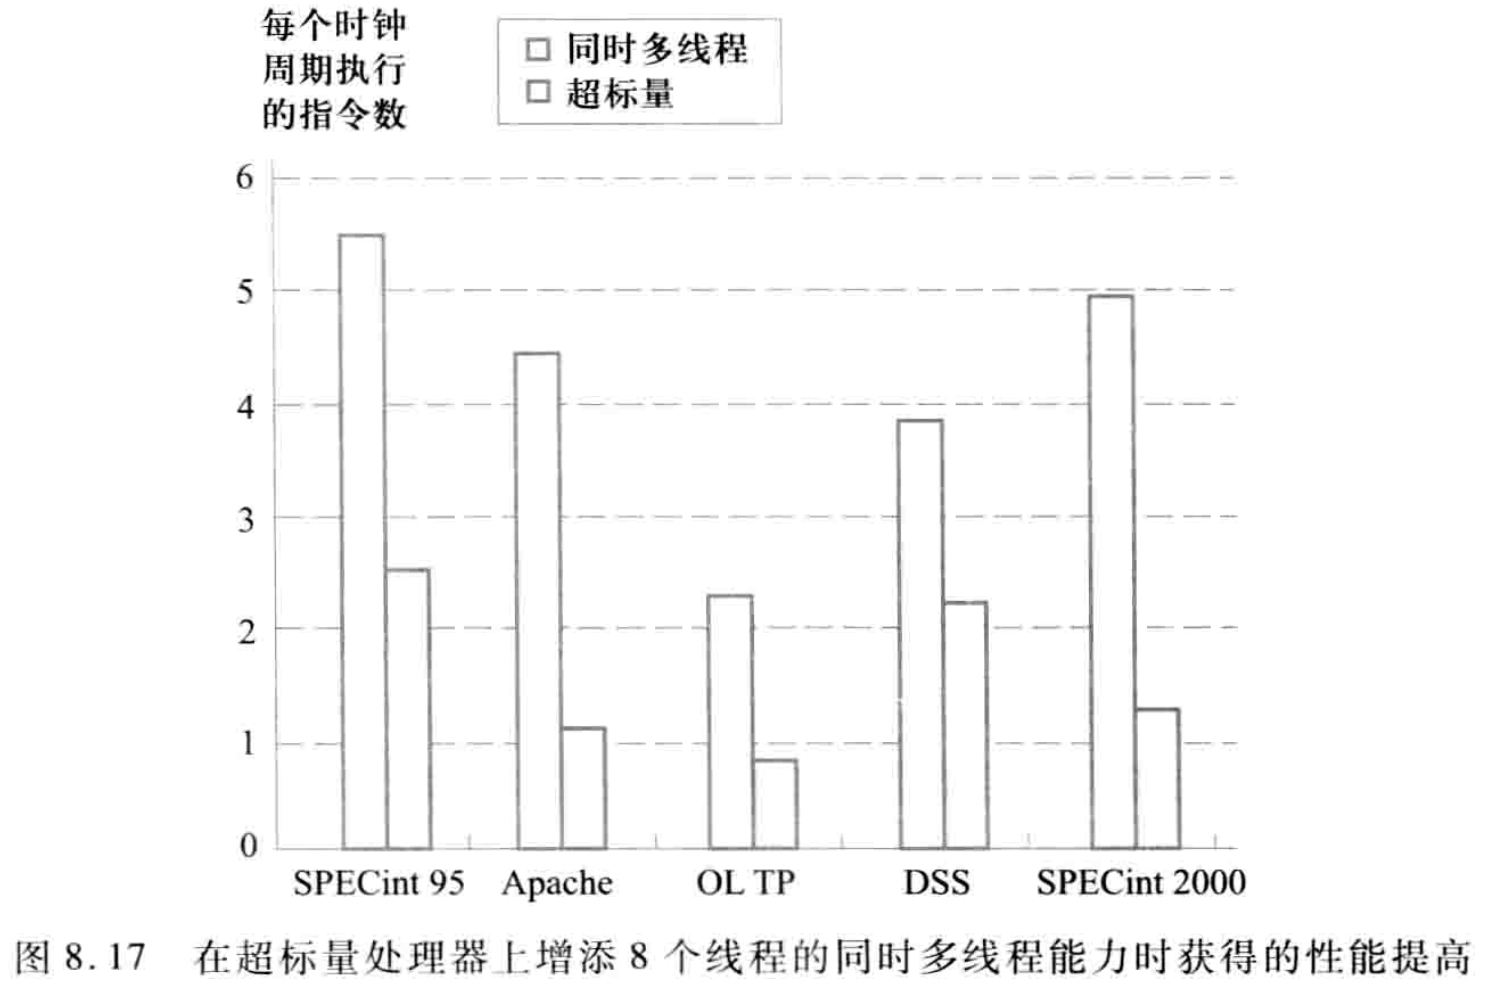 每个时钟
周期执行
的指令数
同时多线程
超标量
6
5
4
3
2
1
0
SPECint 95 Apache OL TP DSS SPECint 2000
图 8.17 在超标量处理器上增添 8 个线程的同时多线程能力时获得的性能提高